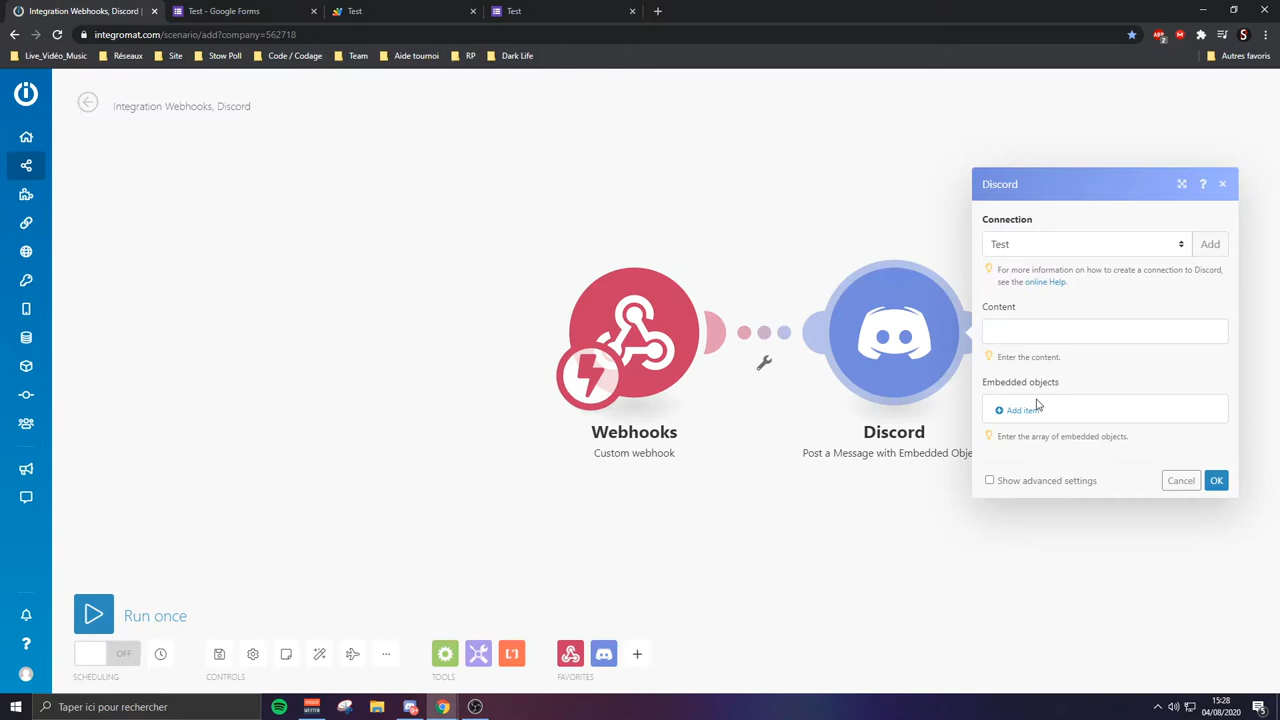 Integration Webhooks, Discord |
Test - Google Forms
Test
Test
integromat.com/scenario/add?company=562718
Live_Vidéo_Music
Réseaux
Site
Stow Poll
Code / Codage
Team
Aide tournoi
RP
Dark Life
Autres favoris
Integration Webhooks, Discord
Discord
Connection
Test
Add
For more information on how to create a connection to Discord,
see the online Help.
Content
Enter the content.
Embedded objects
Add item
Enter the array of embedded objects.
Show advanced settings
Cancel
OK
Webhooks
Custom webhook
Discord
Post a Message with Embedded Obje
Run once
OFF
SCHEDULING
CONTROLS
TOOLS
FAVORITES
Taper ici pour rechercher
15:28
04/08/2020